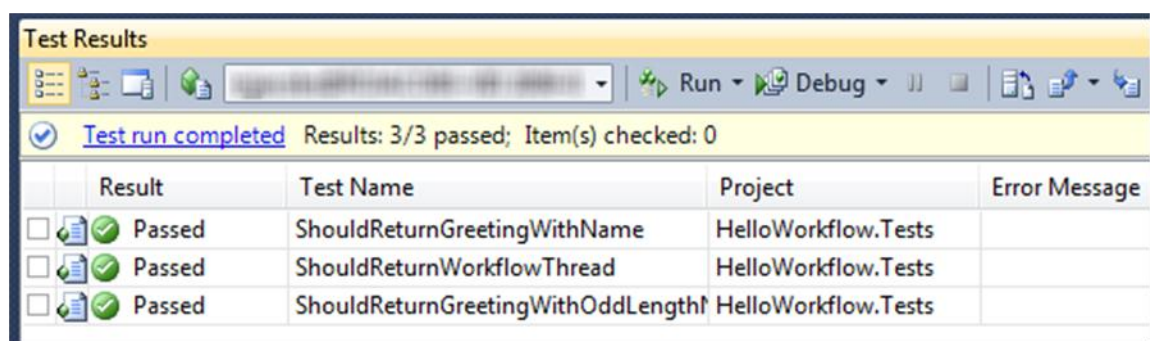 Test Results
Run Debug
Test run completed Results: 3/3 passed; Item(s) checked: 0
Result Test Name Project Error Message
Passed ShouldReturnGreetingWithName HelloWorkflow.Tests
Passed ShouldReturnWorkflowThread HelloWorkflow.Tests
Passed ShouldReturnGreetingWithOddLength HelloWorkflow.Tests